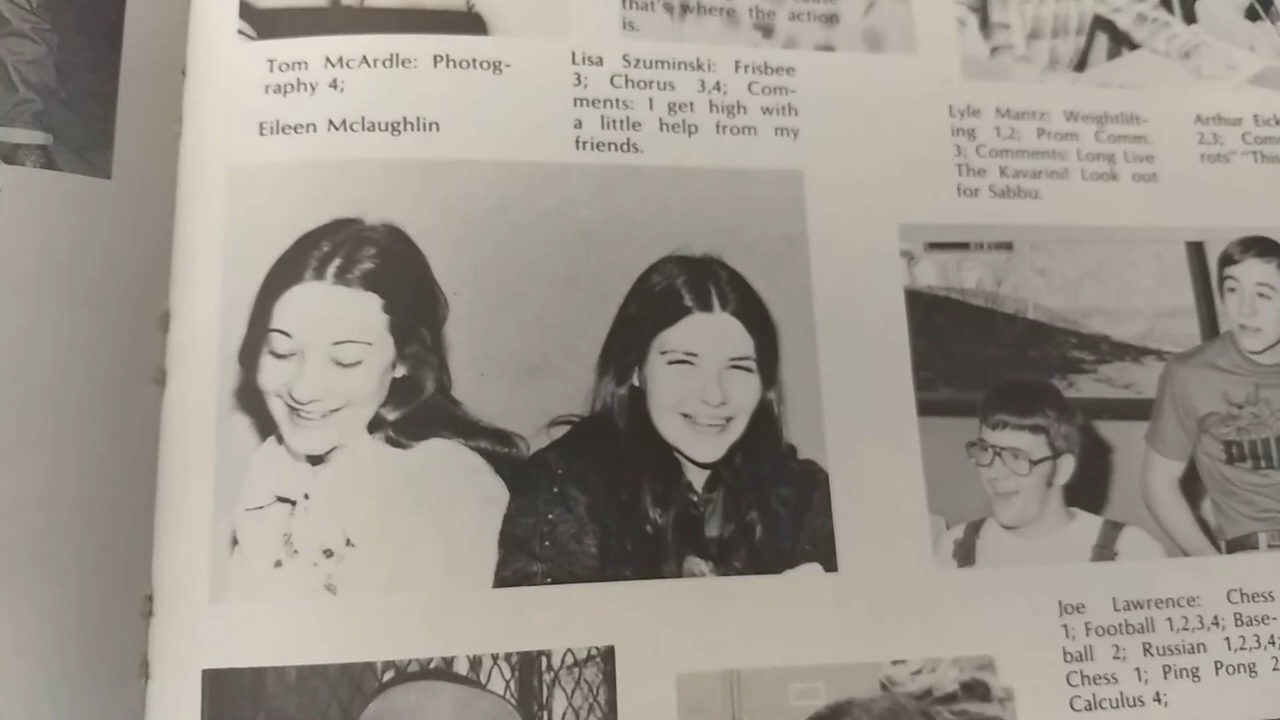 that's where the action
is.
Tom McArdle: Photog-
raphy 4;
Eileen Mclaughlin
Lisa Szuminski: Frisbee
3; Chorus 3,4; Com-
ments: I get high with
a little help from my
friends.
Lyle Mantz: Weightlift-
ing 1,2; Prom Comm.
3; Comments: Long Live
The Kavarini! Look out
for Sabbu.
Arthur Eick
2,3; Com
rots" "This
Joe Lawrence: Chess
1; Football 1,2,3,4; Base-
ball 2; Russian 1,2,3,4;
Chess 1; Ping Pong 2
Calculus 4;